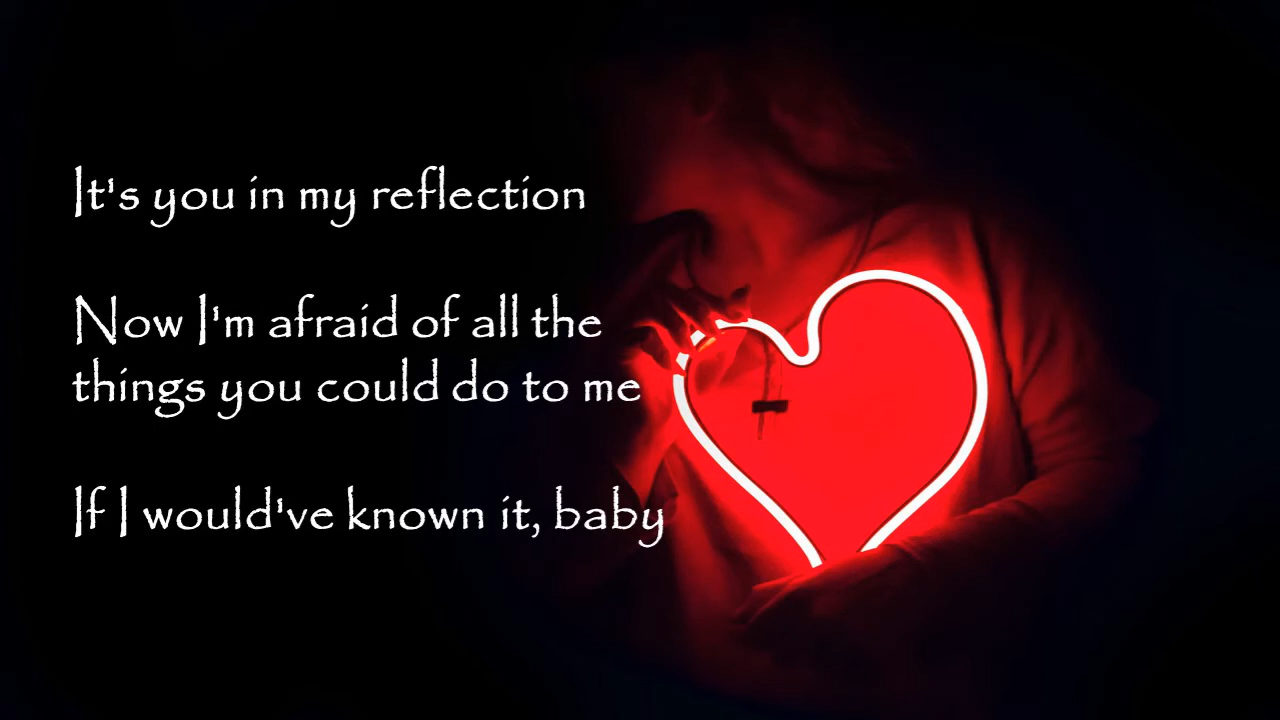 It's you in my reflection
Now I'm afraid of all the
things you could do to me
If I would've known it, baby